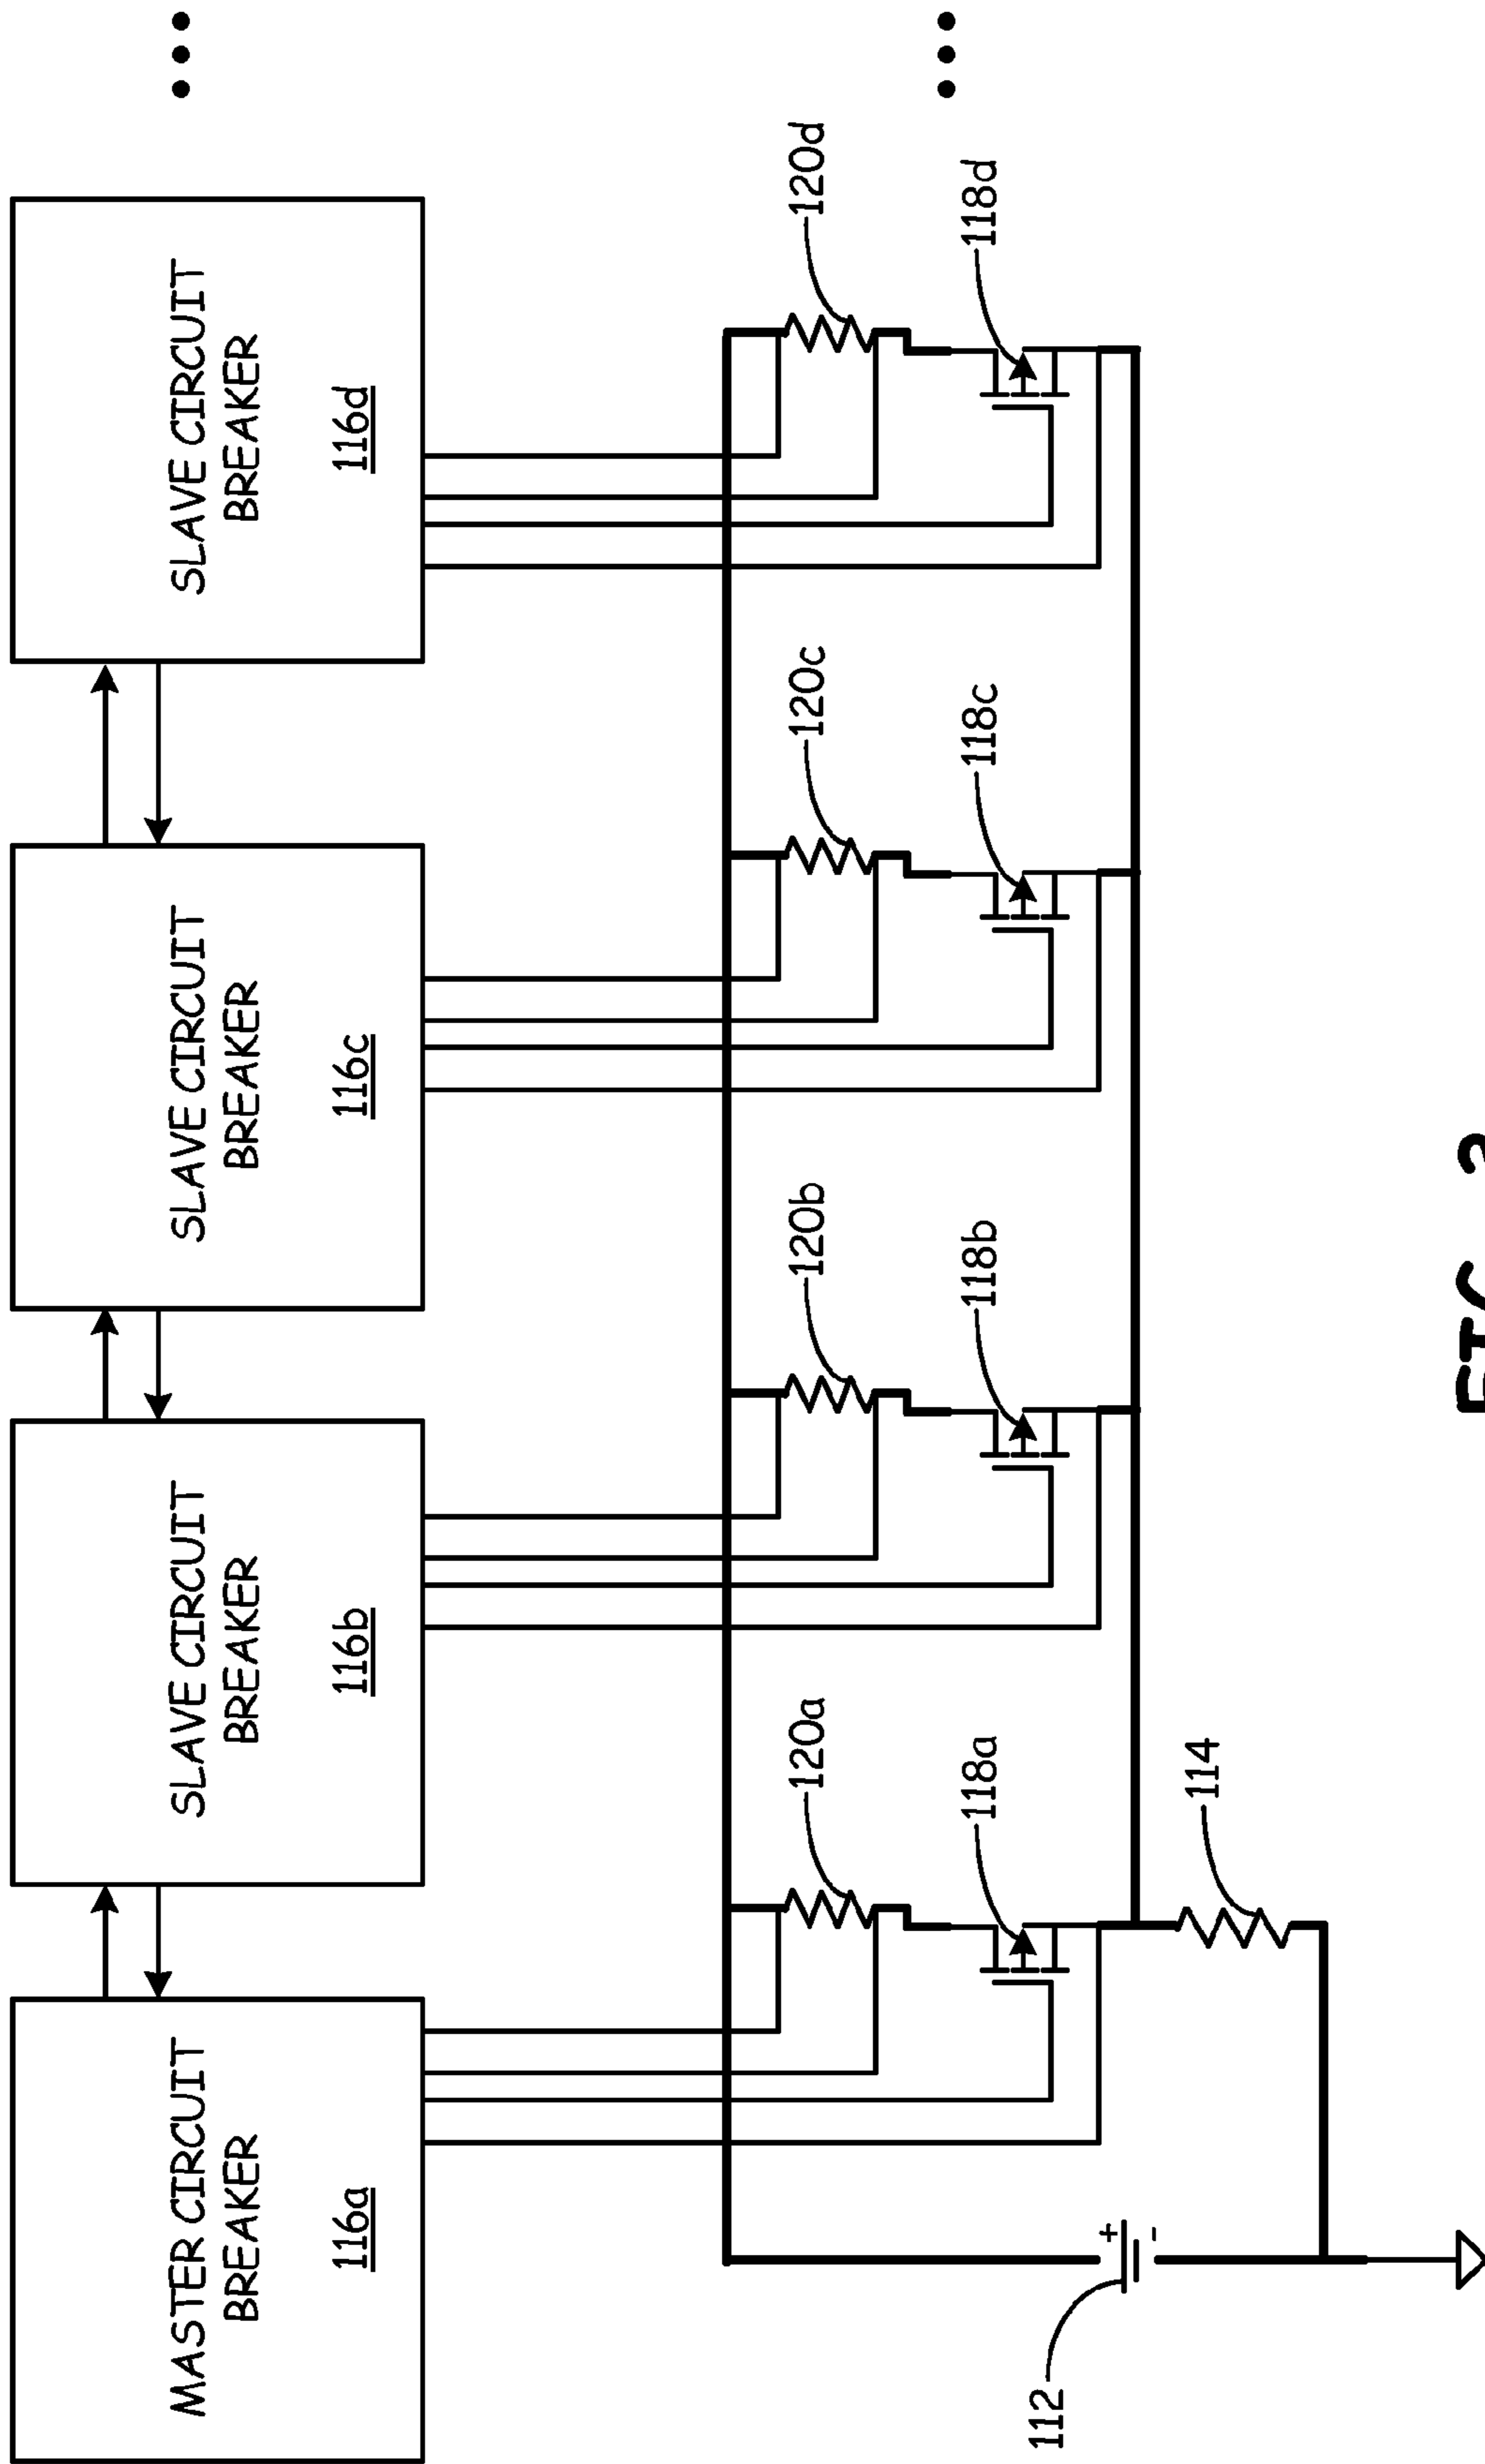 MASTER CIRCUIT
BREAKER
116a
SLAVE CIRCUIT
BREAKER
116b
SLAVE CIRCUIT
BREAKER
116c
SLAVE CIRCUIT
BREAKER
116d
120a
120b
120c
120d
118a
118b
118c
118d
112
+
-
114